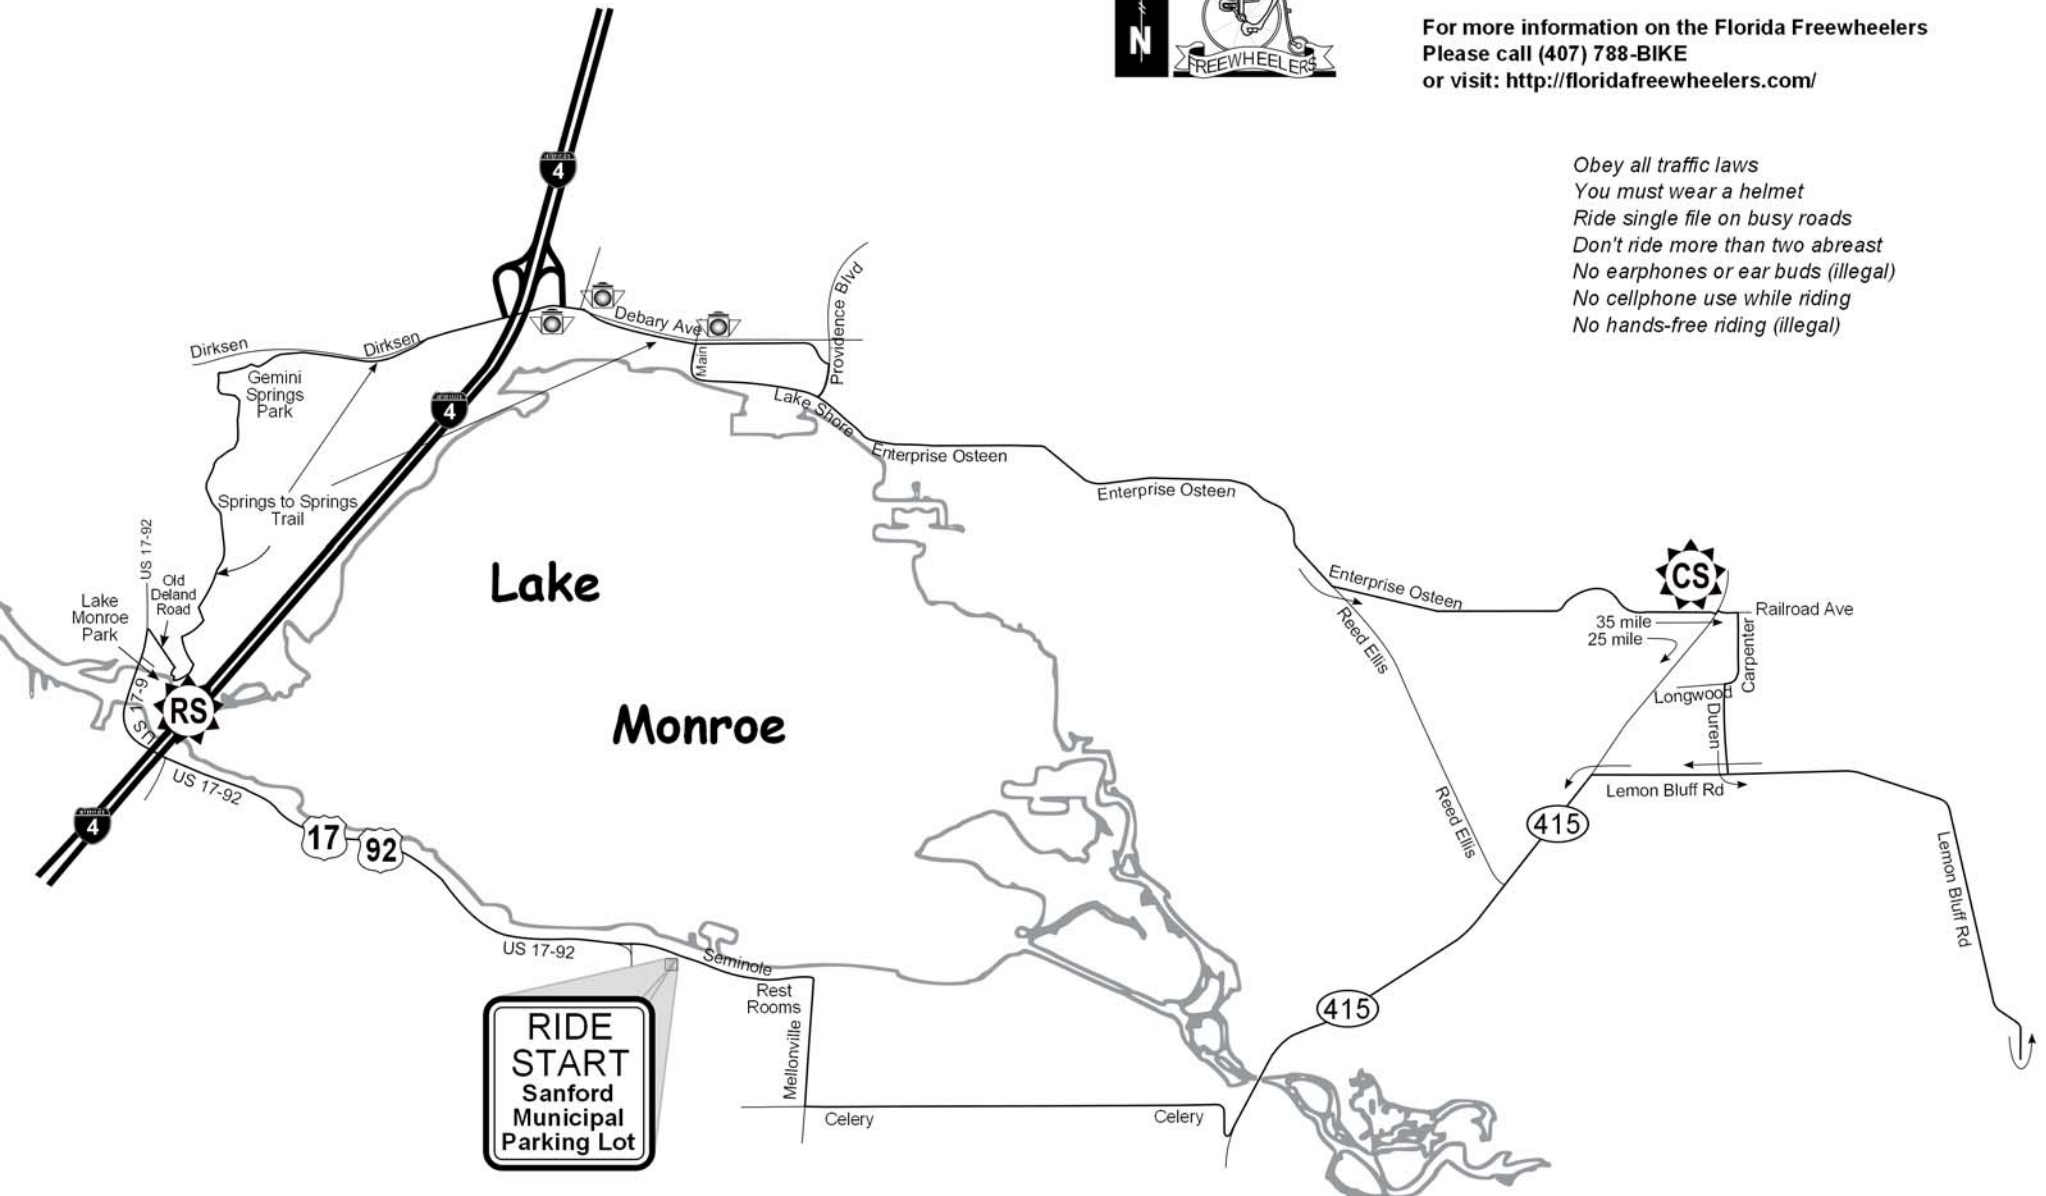 N
FREEWHEELERS
For more information on the Florida Freewheelers
Please call (407) 788-BIKE
or visit: http://floridafreewheelers.com/
Obey all traffic laws
You must wear a helmet
Ride single file on busy roads
Don't ride more than two abreast
No earphones or ear buds (illegal)
No cellphone use while riding
No hands-free riding (illegal)
4
Debary Ave
Providence Blvd
Dirksen
Dirksen
Main
Gemini
Springs
Park
4
Lake Shore
Enterprise Osteen
Enterprise Osteen
Springs to Springs
Trail
US 17-92
Old
Deland
Road
Lake
Monroe
Park
Lake
Monroe
Enterprise Osteen
CS
Railroad Ave
35 mile
25 mile
Carpenter
Reed Ellis
Longwood
Duren
US 17-9
RS
US 17-92
Lemon Bluff Rd
Reed Ellis
415
4
17
92
Lemon Bluff Rd
US 17-92
Seminole
Rest
Rooms
415
RIDE
START
Sanford
Municipal
Parking Lot
Mellonville
Celery
Celery